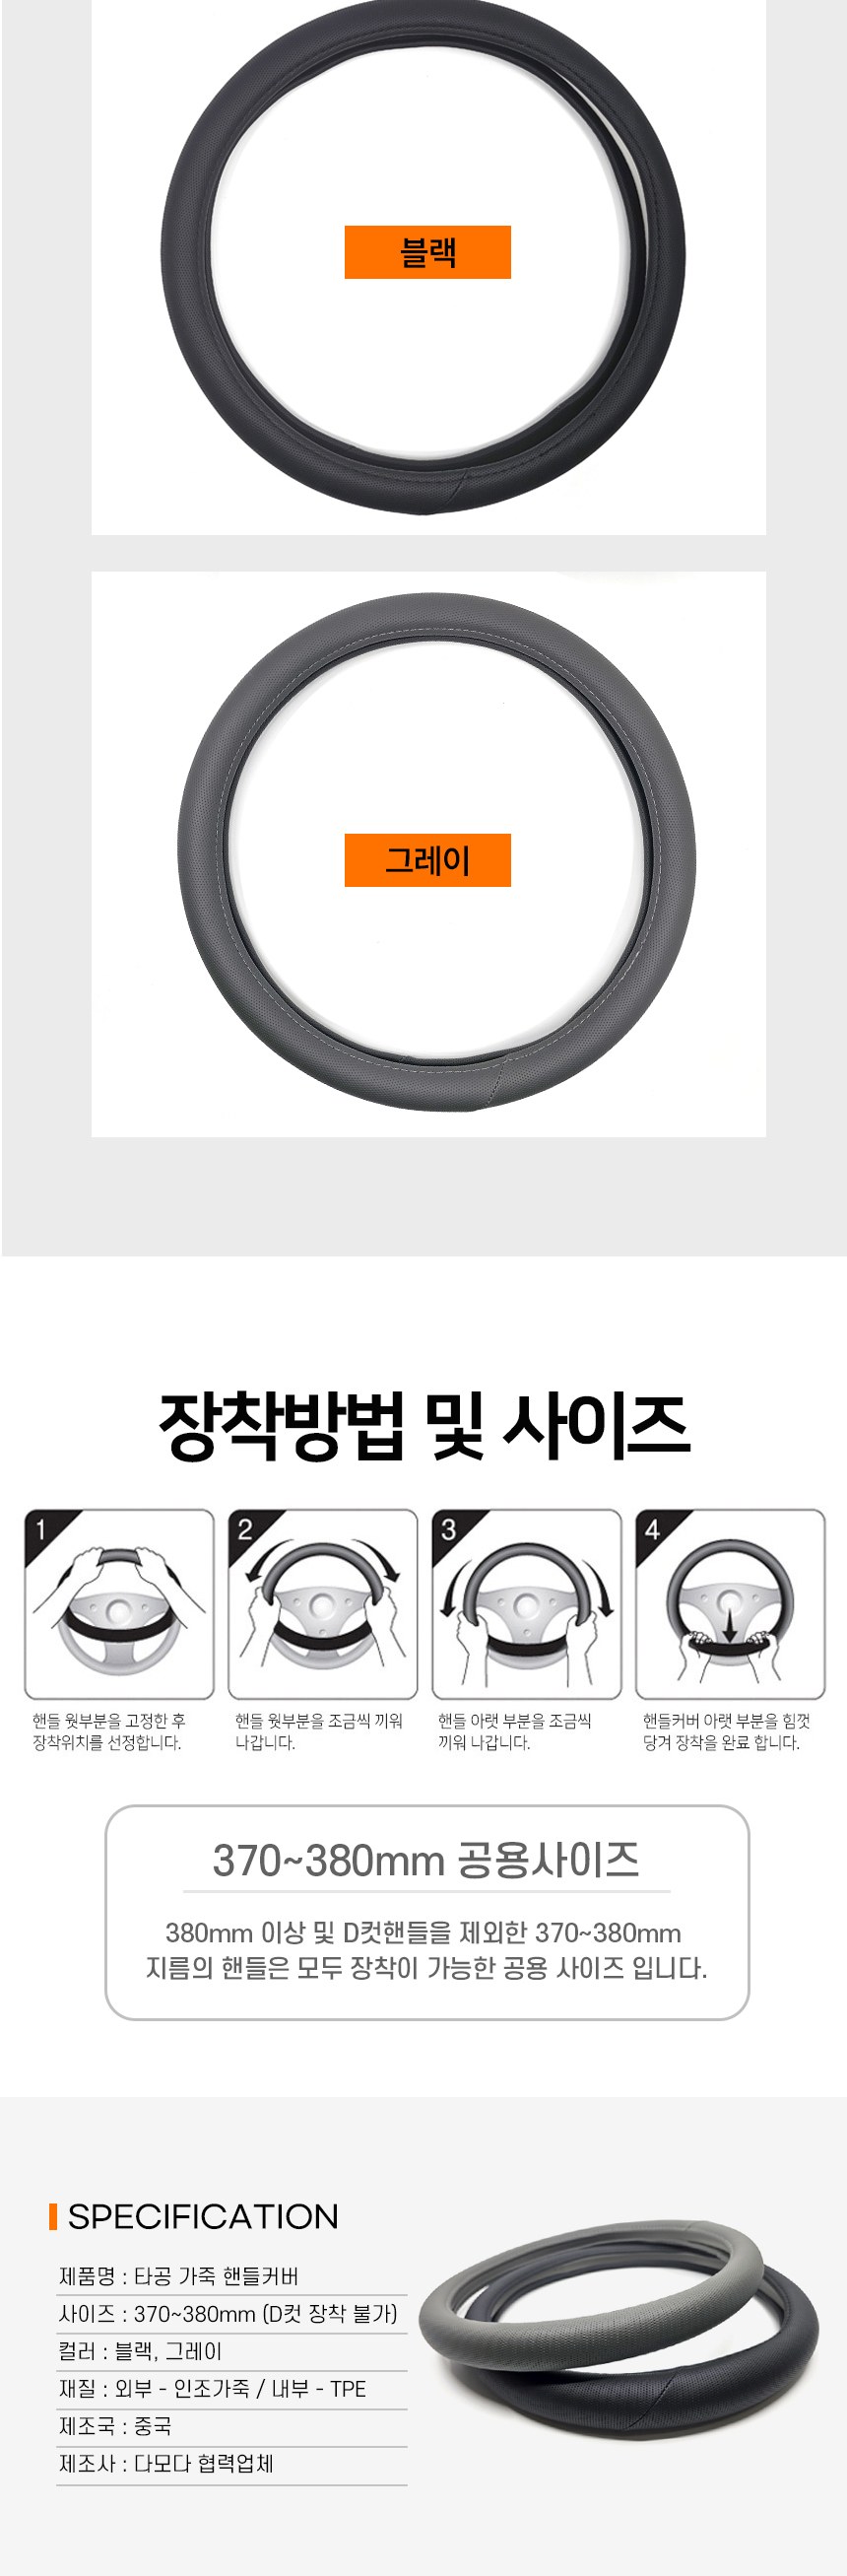 블랙
그레이
장착방법 및 사이즈
1
2
3
4
핸들 윗부분을 고정한 후
장착위치를 선정합니다.
핸들 윗부분을 조금씩 끼워
나갑니다.
핸들 아랫 부분을 조금씩
끼워 나갑니다.
핸들커버 아랫 부분을 힘껏
당겨 장착을 완료 합니다.
370~380mm 공용사이즈
380mm 이상 및 D컷핸들을 제외한 370~380mm
지름의 핸들은 모두 장착이 가능한 공용 사이즈 입니다.
SPECIFICATION
제품명 : 타공 가죽 핸들커버
사이즈 : 370~380mm (D컷 장착 불가)
컬러 : 블랙, 그레이
재질 : 외부 - 인조가죽 / 내부 - TPE
제조국 : 중국
제조사 : 다모다 협력업체